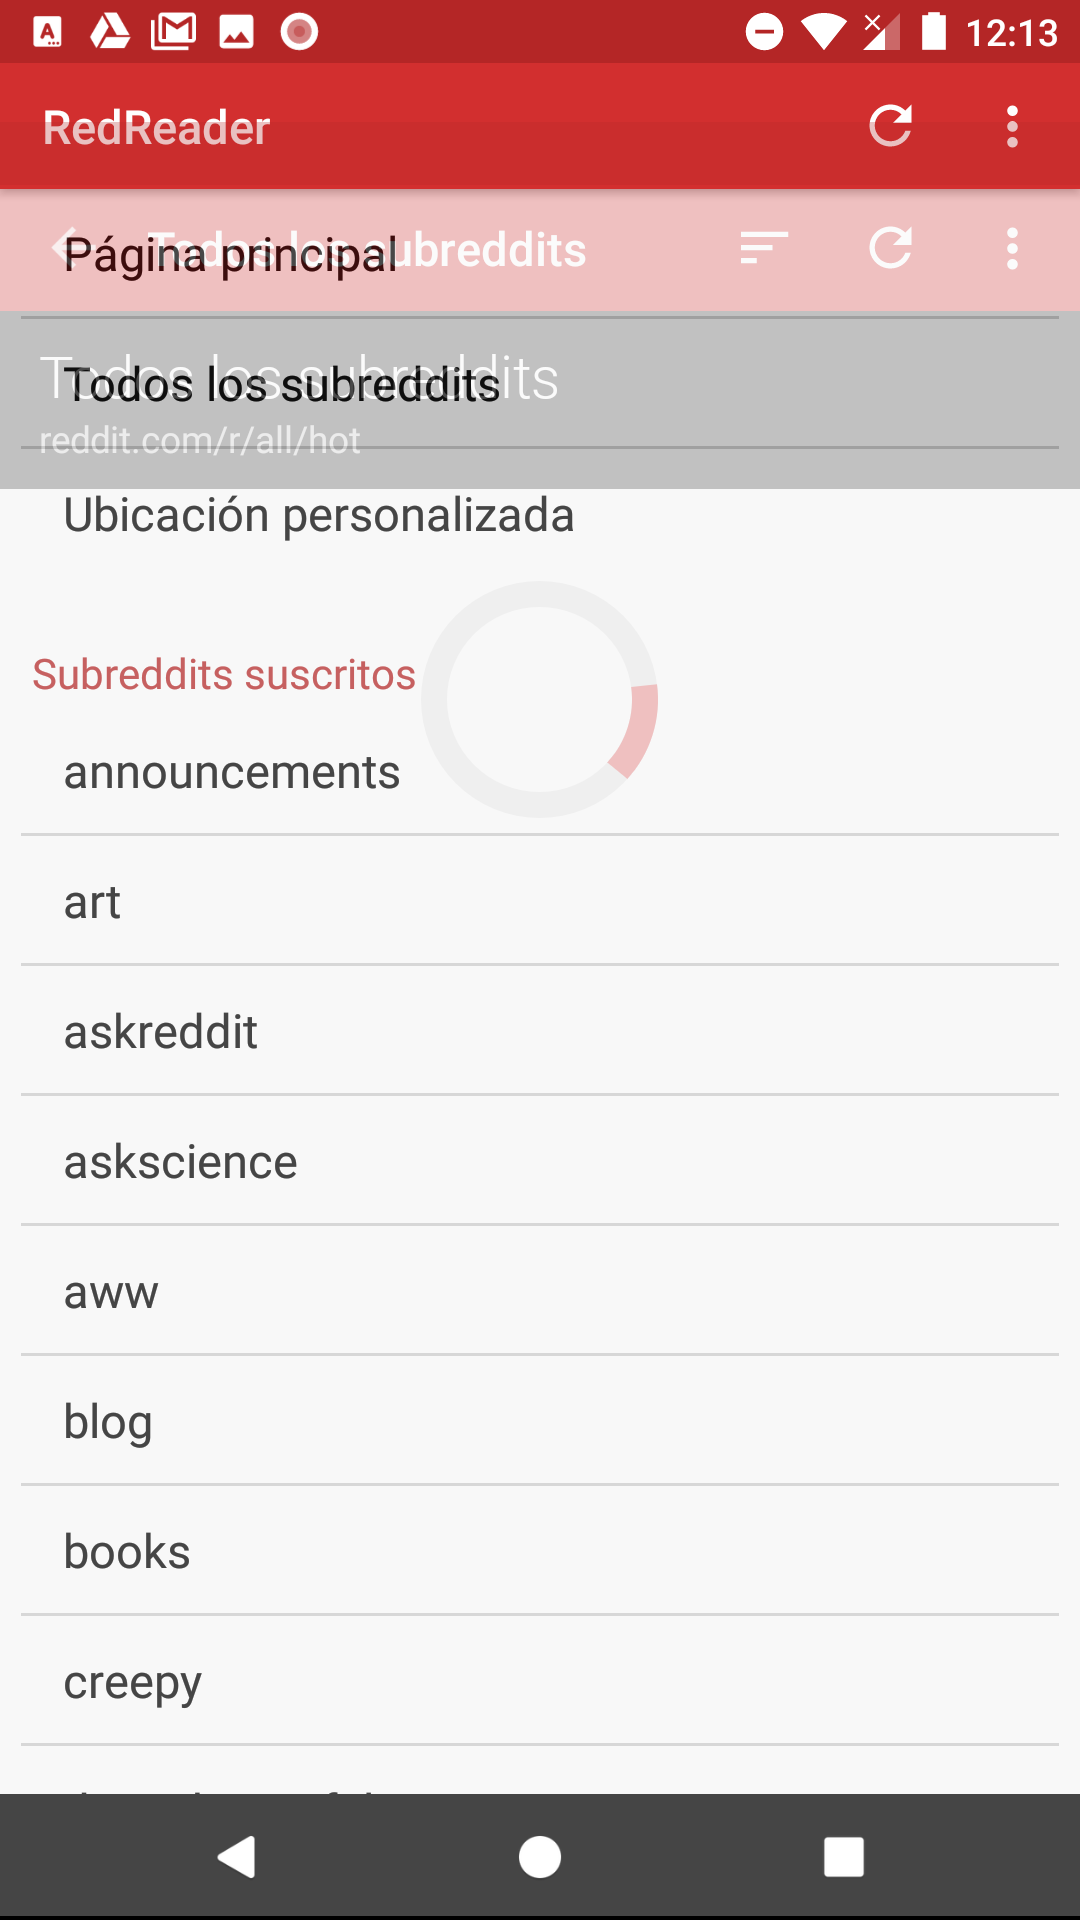 12:13
RedReader
Página principal
Todos los subreddits
Todos los subreddits
Todos los subreddits
reddit.com/r/all/hot
Ubicación personalizada
Subreddits suscritos
announcements
art
askreddit
askscience
aww
blog
books
creepy